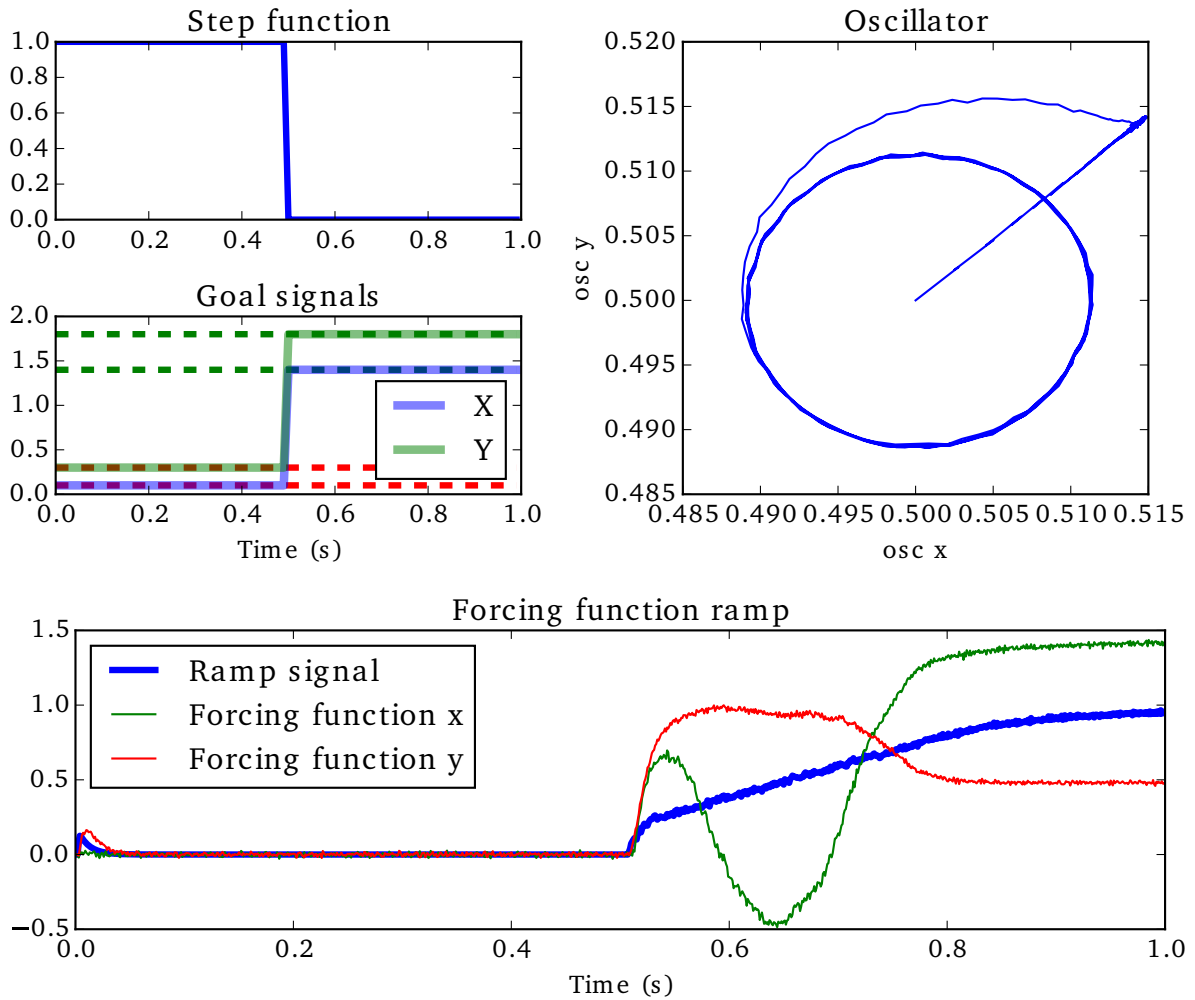 Step function
1.0
0.8
0.6
0.4
0.2
0.0
0.0 0.2 0.4 0.6 0.8 1.0
Goal signals
2.0
1.5
1.0
0.5
0.0
X
Y
0.0 0.2 0.4 0.6 0.8 1.0
Time (s)
Oscillator
0.520
0.515
0.510
0.505
0.500
0.495
0.490
0.485
osc y
0.485 0.490 0.495 0.500 0.505 0.510 0.515
osc x
Forcing function ramp
1.5
1.0
0.5
0.0
−0.5
Ramp signal
Forcing function x
Forcing function y
0.0 0.2 0.4 0.6 0.8 1.0
Time (s)